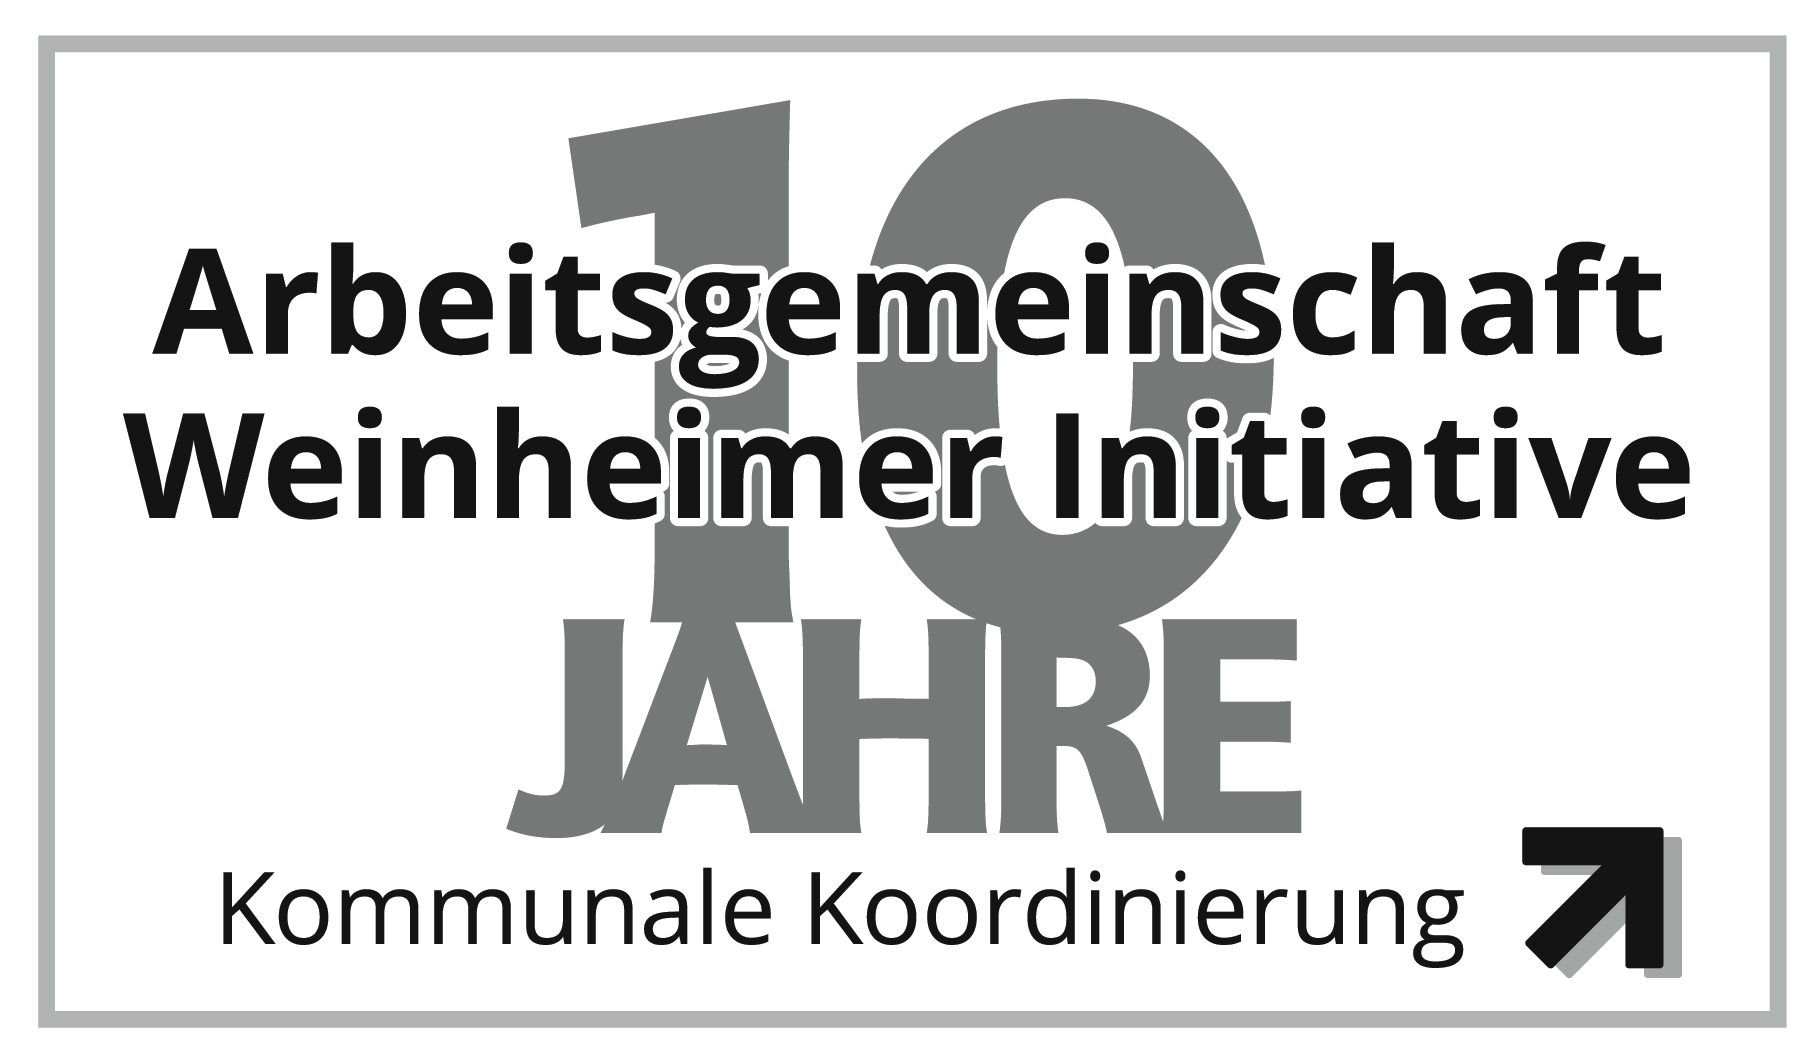 10
Arbeitsgemeinschaft
Weinheimer Initiative
JAHRE
Kommunale Koordinierung